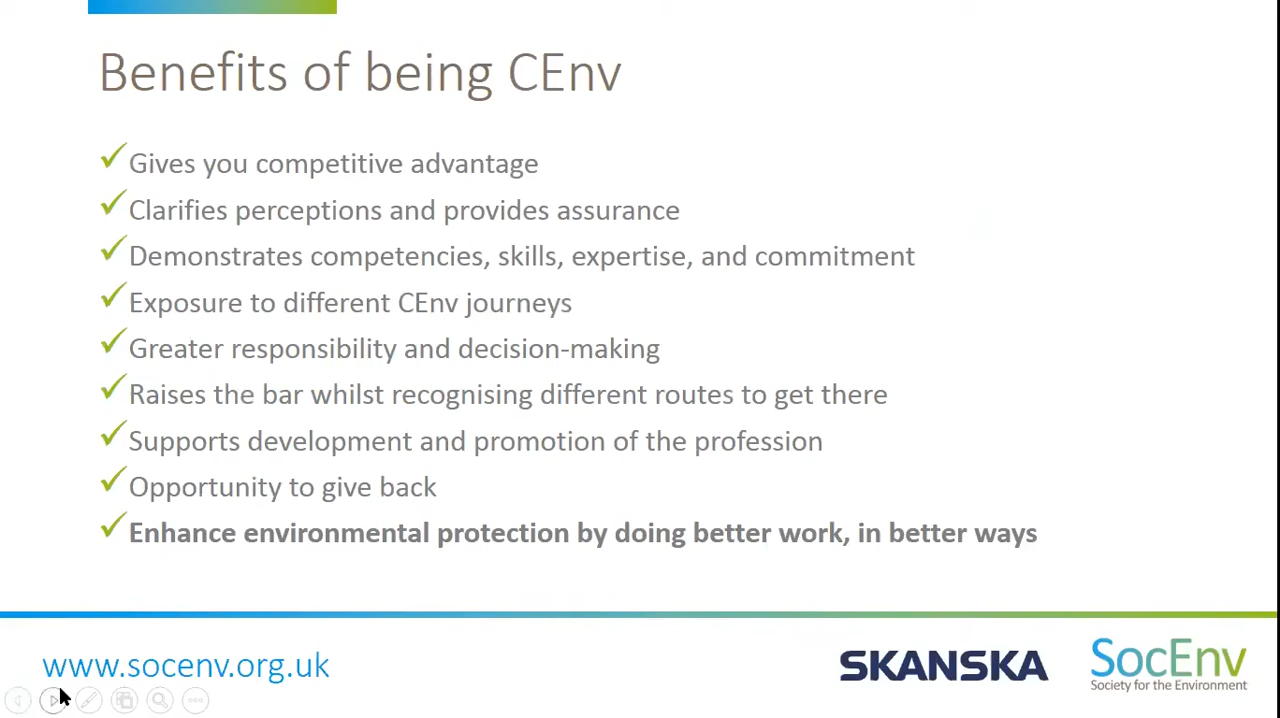 Benefits of being CEnv
Gives you competitive advantage
Clarifies perceptions and provides assurance
Demonstrates competencies, skills, expertise, and commitment
Exposure to different CEnv journeys
Greater responsibility and decision-making
Raises the bar whilst recognising different routes to get there
Supports development and promotion of the profession
Opportunity to give back
Enhance environmental protection by doing better work, in better ways
www.socenv.org.uk
SKANSKA
SocEnv
Society for the Environment